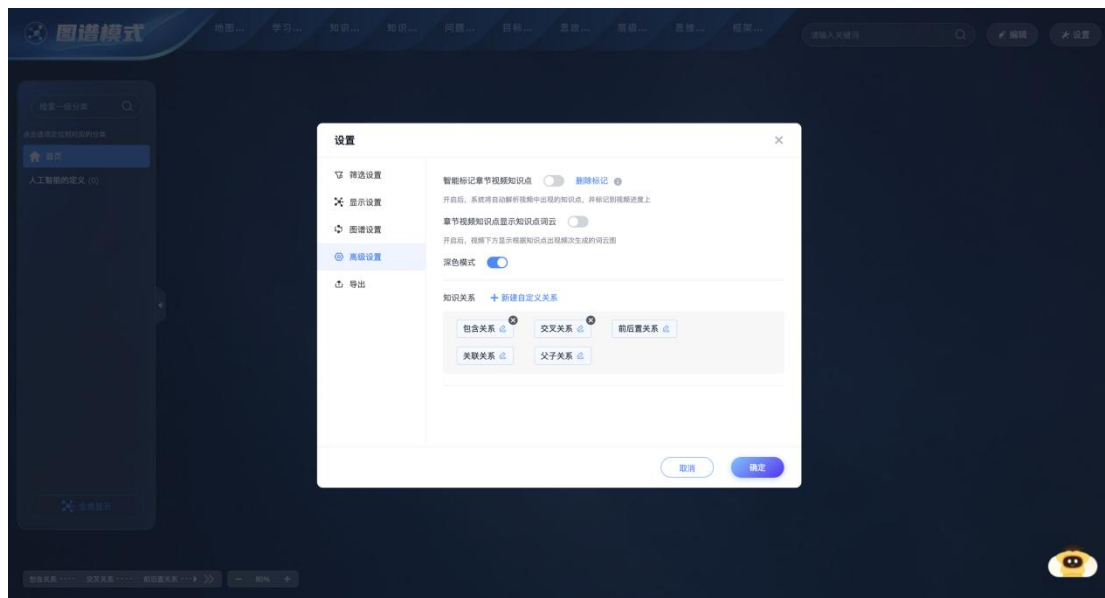 图谱模式
地图...
学习...
知识...
知识...
问题...
目标...
思政...
层级...
思维...
框架...
请输入关键词
编辑
设置
检索一级分类
首页
人工智能的定义 (0)
设置
筛选设置
显示设置
图谱设置
高级设置
导出
智能标记章节视频知识点 删除标记
开启后，系统将自动解析视频中出现的知识点，并标记到视频进度上
章节视频知识点显示知识点词云
开启后，视频下方显示根据知识点出现频次生成的词云图
深色模式
知识关系 + 新建自定义关系
包含关系 交叉关系 前后置关系
关联关系 父子关系
取消 确定
包含关系 交叉关系 前后置关系
− 80% +